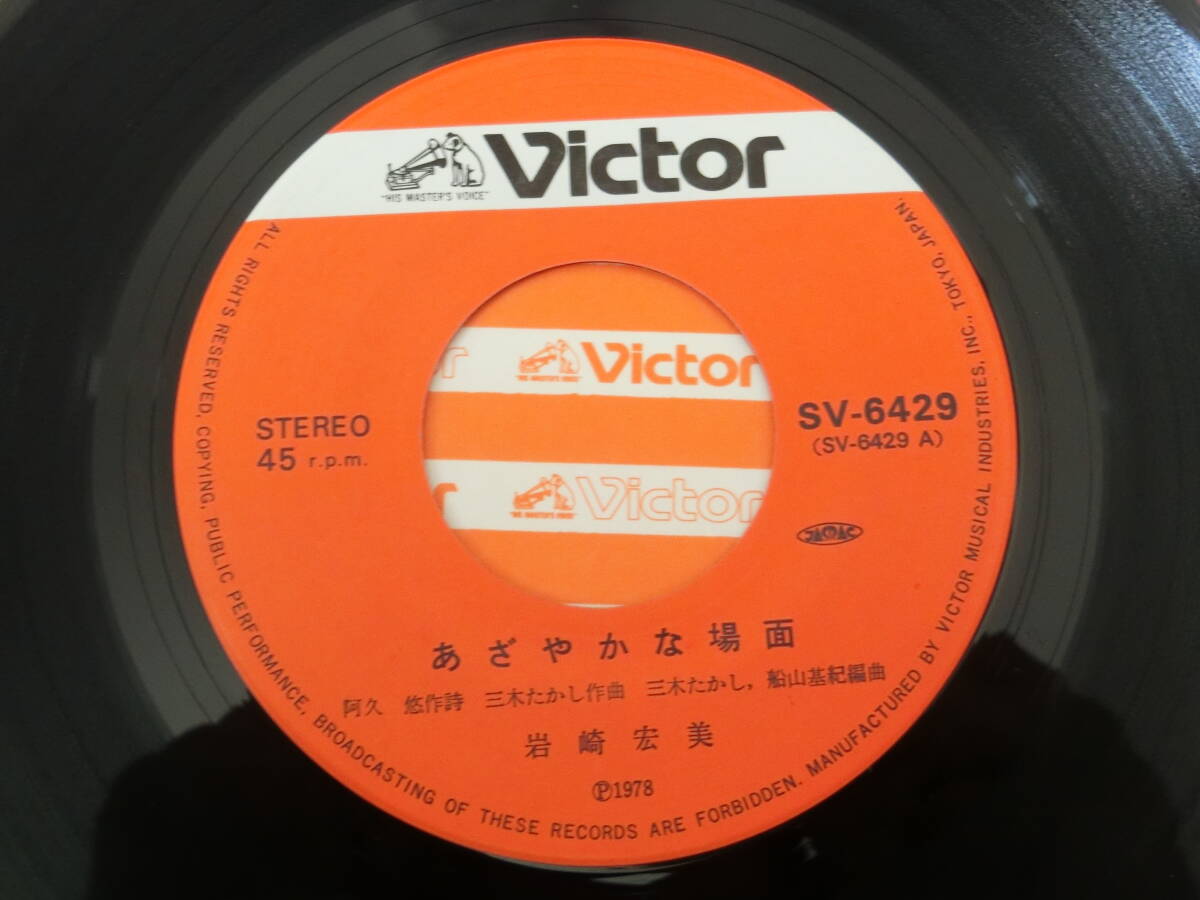 Victor
"HIS MASTER'S VOICE"
Victor
STEREO
45 r.p.m.
SV-6429
(SV-6429 A)
Victor
JASRAC
あざやかな場面
阿久 悠作詩 三木たかし作曲 三木たかし, 船山基紀編曲
岩崎宏美
Ⓟ1978
ALL RIGHTS RESERVED, COPYING, PUBLIC PERFORMANCE, BROADCASTING OF THESE RECORDS ARE FORBIDDEN. MANUFACTURED BY VICTOR MUSICAL INDUSTRIES, INC., TOKYO, JAPAN.